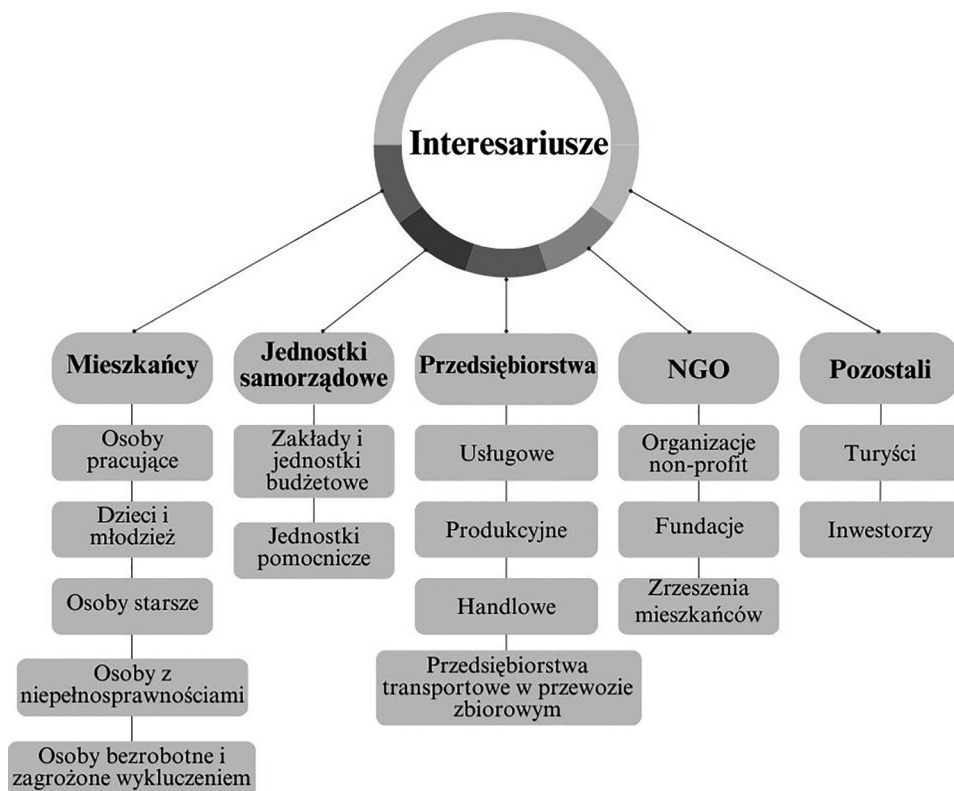 Interesariusze
Mieszkańcy
Osoby
pracujące
Dzieci i
młodzież
Osoby starsze
Osoby z
niepełnosprawnościami
Osoby bezrobotne i
zagrożone wykluczeniem
Jednostki
samorządowe
Zakłady i
jednostki
budżetowe
Jednostki
pomocnicze
Przedsiębiorstwa
Usługowe
Produkcyjne
Handlowe
Przedsiębiorstwa
transportowe w przewozie
zbiorowym
NGO
Organizacje
non-profit
Fundacje
Zrzeszenia
mieszkańców
Pozostali
Turyści
Inwestorzy